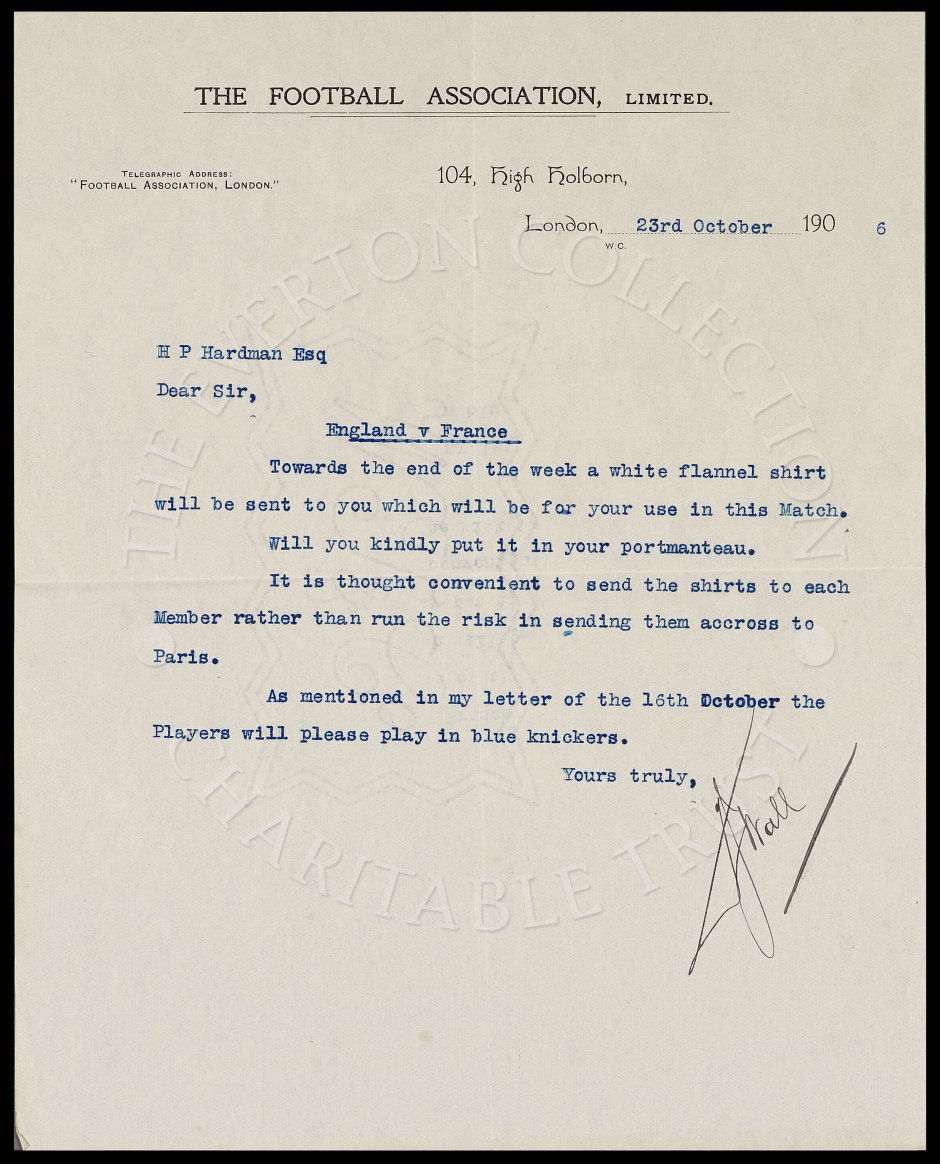 THE FOOTBALL ASSOCIATION, LIMITED.
TELEGRAPHIC ADDRESS:
"FOOTBALL ASSOCIATION, LONDON."
104, High Holborn,
London, 23rd October 1906
W.C.
H P Hardman Esq
Dear Sir,
England v France
Towards the end of the week a white flannel shirt
will be sent to you which will be for your use in this Match.
Will you kindly put it in your portmanteau.
It is thought convenient to send the shirts to each
Member rather than run the risk in sending them accross to
Paris.
As mentioned in my letter of the 16th October the
Players will please play in blue knickers.
Yours truly,
Wall
THE EVERTON COLLECTION
CHARITABLE TRUST